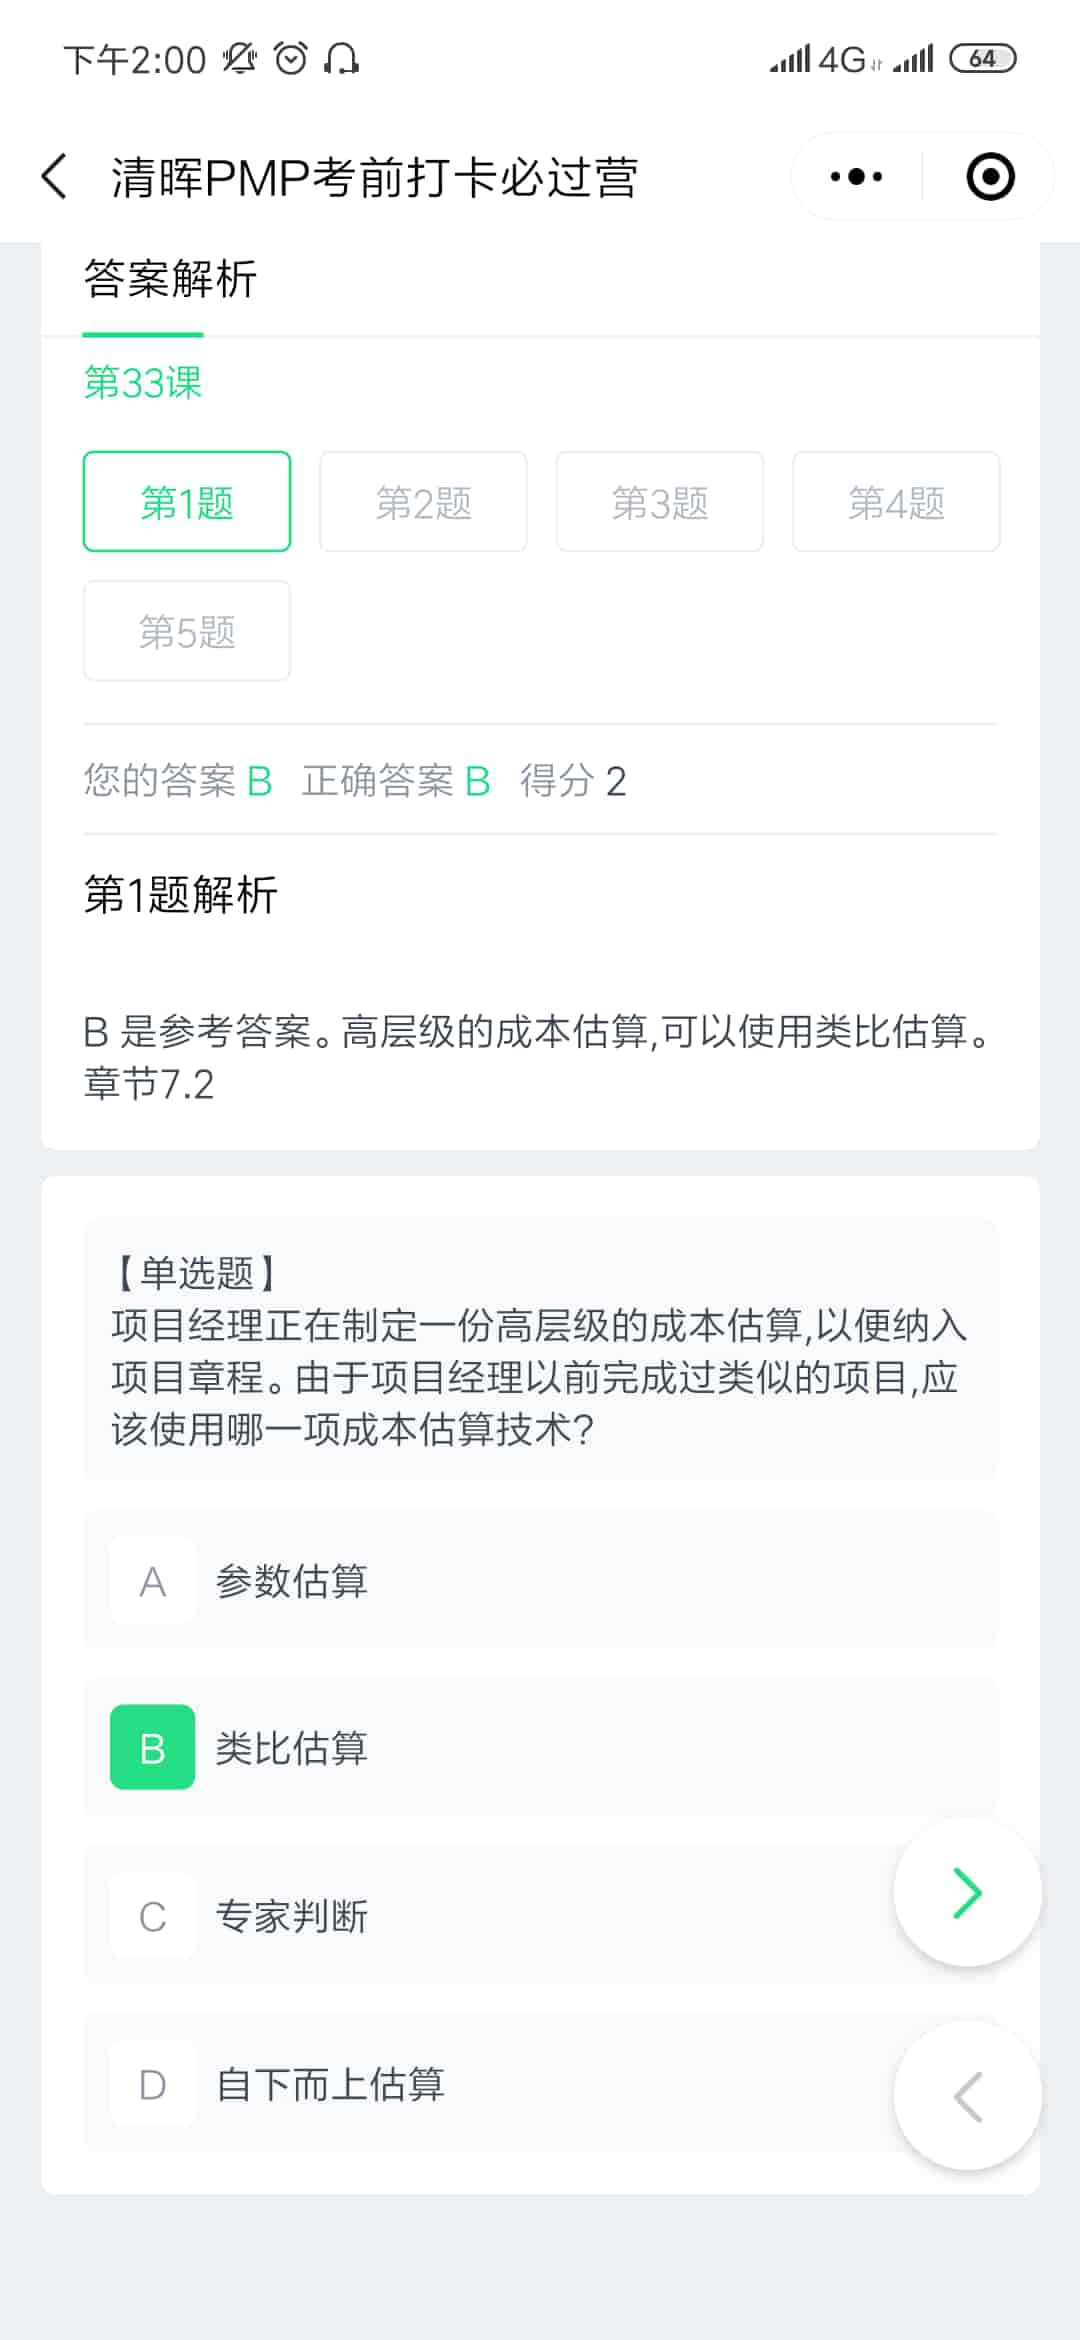 下午2:00 4G 64
清晖PMP考前打卡必过营
答案解析
第33课
第1题 第2题 第3题 第4题
第5题
您的答案 B 正确答案 B 得分 2
第1题解析
B 是参考答案。高层级的成本估算,可以使用类比估算。
章节7.2
【单选题】
项目经理正在制定一份高层级的成本估算,以便纳入
项目章程。由于项目经理以前完成过类似的项目,应
该使用哪一项成本估算技术?
A 参数估算
B 类比估算
C 专家判断
D 自下而上估算